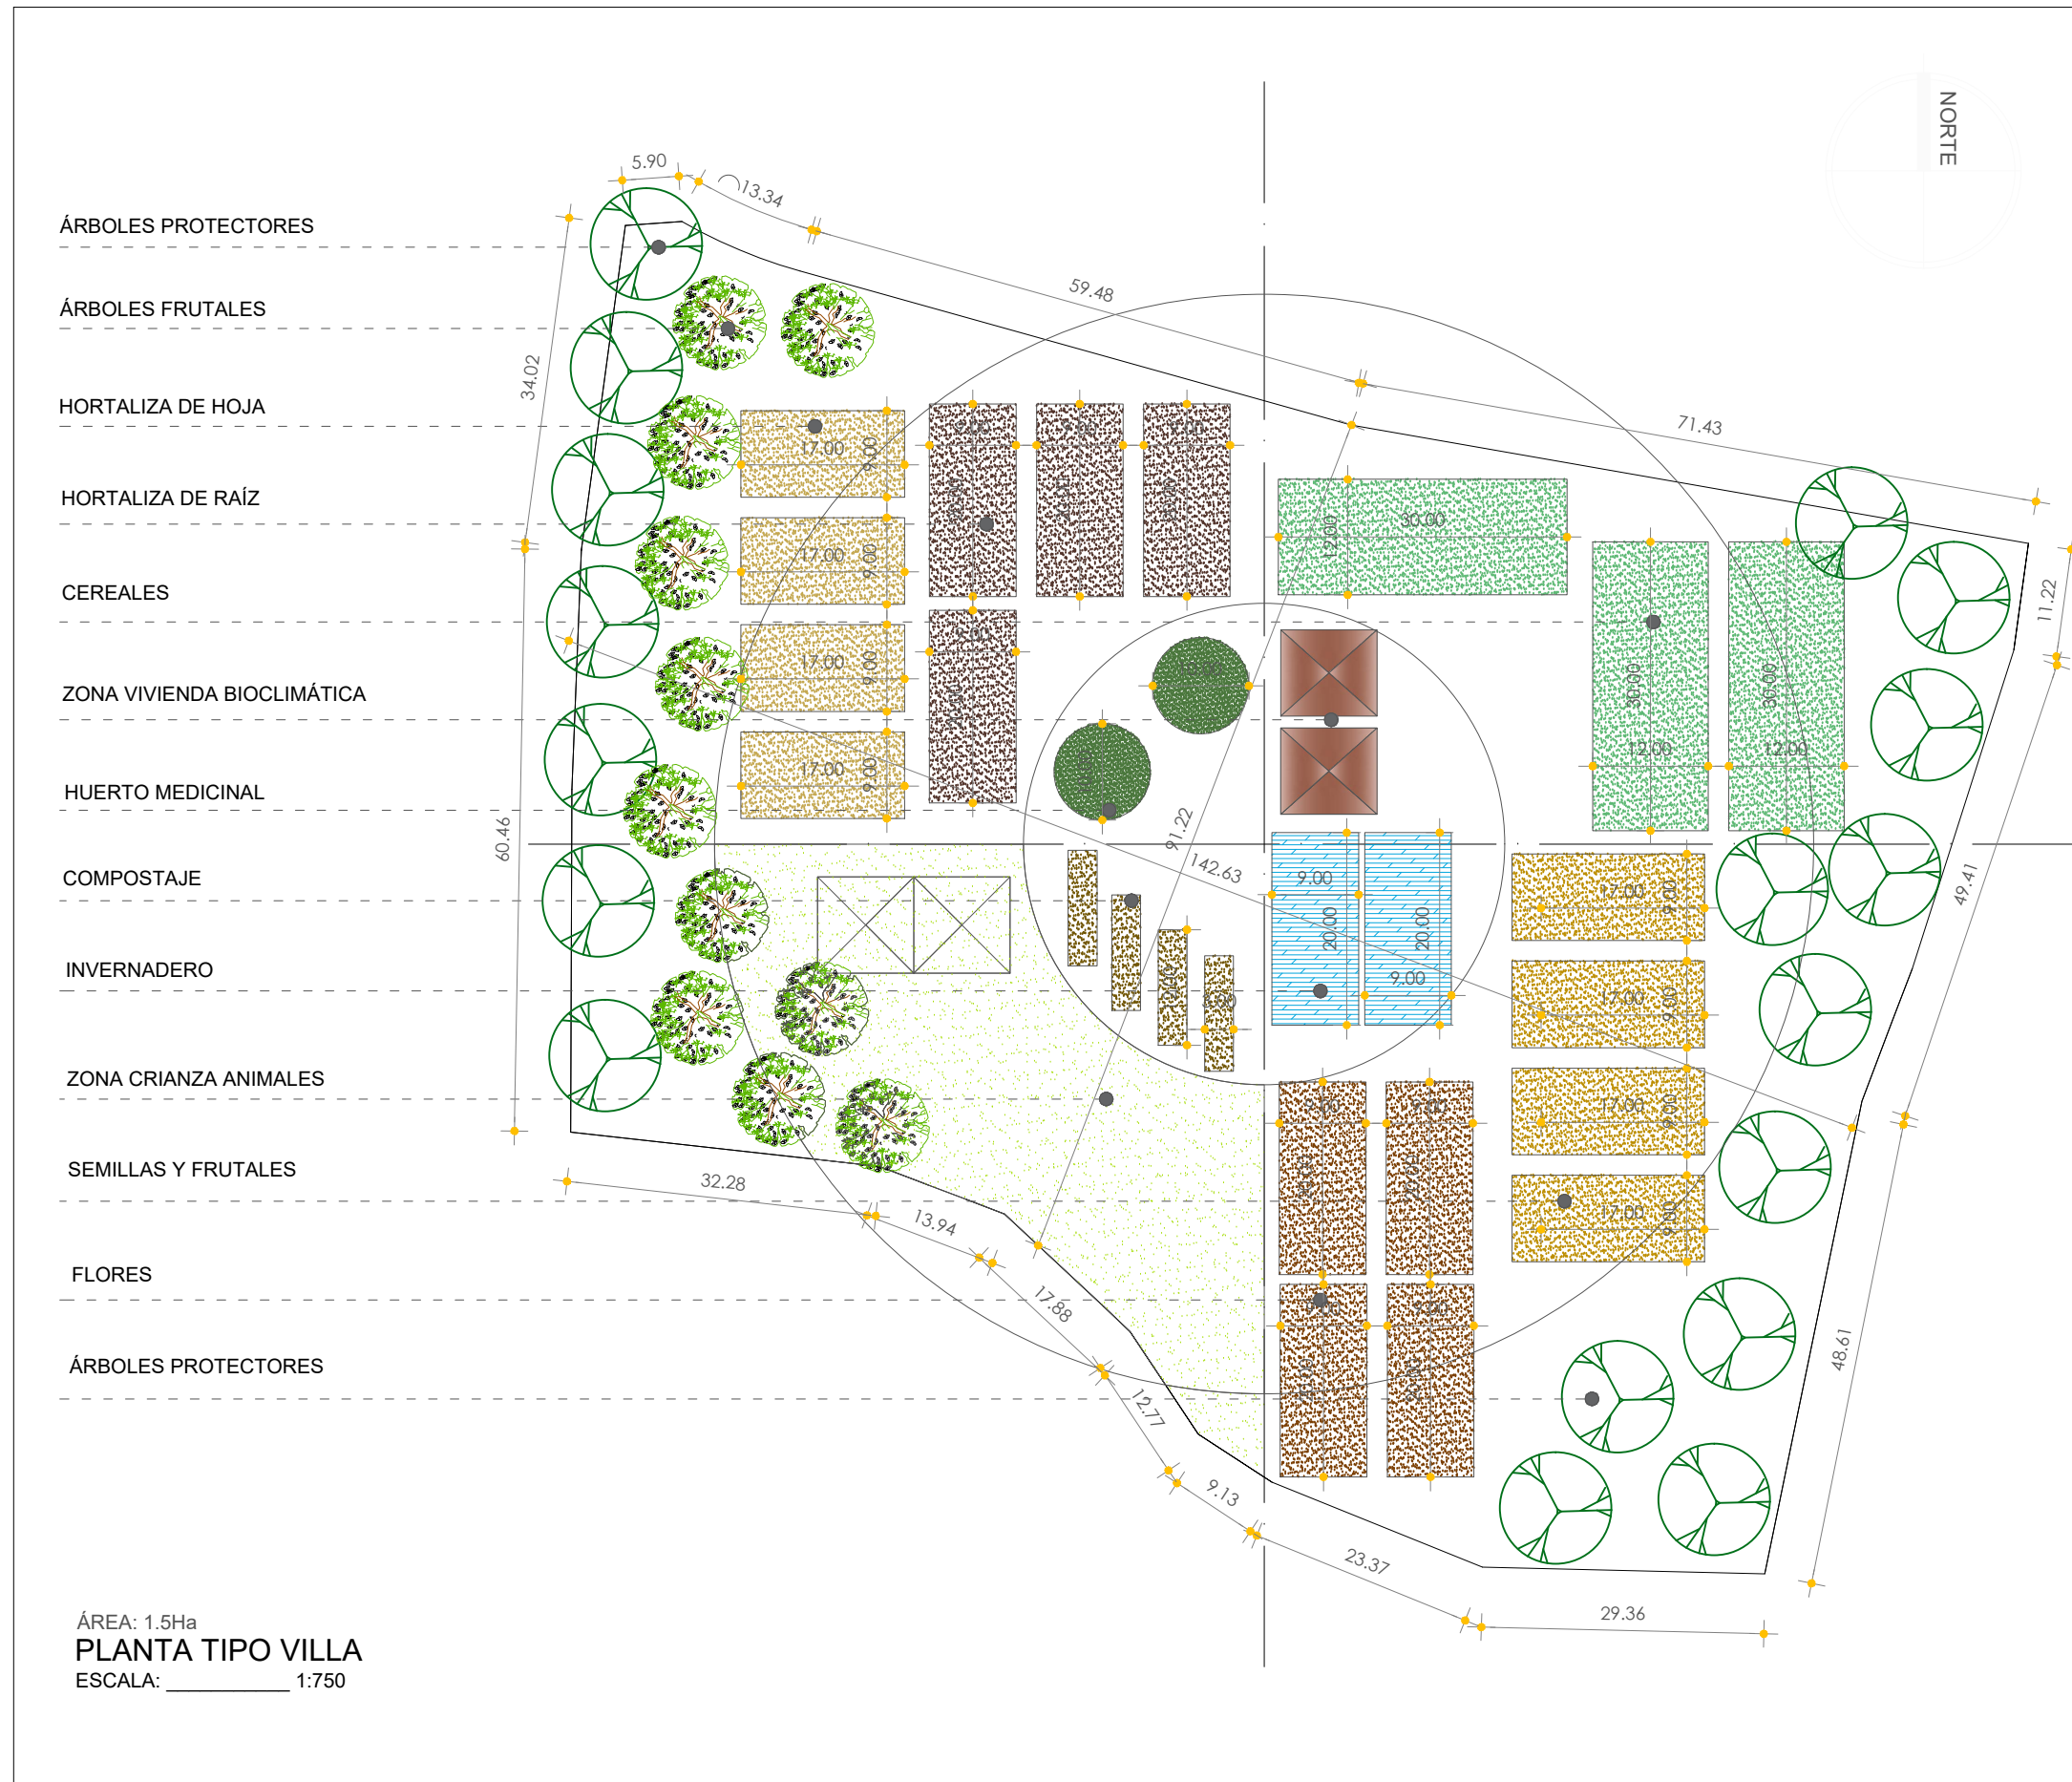 NORTE
5.90
13.34
59.48
71.43
34.02
11.22
60.46
49.41
48.61
91.22
142.63
32.28
13.94
17.88
12.77
9.13
23.37
29.36
ÁRBOLES PROTECTORES
ÁRBOLES FRUTALES
HORTALIZA DE HOJA
HORTALIZA DE RAÍZ
CEREALES
ZONA VIVIENDA BIOCLIMÁTICA
HUERTO MEDICINAL
COMPOSTAJE
INVERNADERO
ZONA CRIANZA ANIMALES
SEMILLAS Y FRUTALES
FLORES
ÁRBOLES PROTECTORES
17.00
9.00
17.00
9.00
17.00
9.00
17.00
9.00
30.00
12.00
30.00
12.00
30.00
12.00
9.00
20.00
20.00
9.00
17.00
9.00
17.00
9.00
17.00
9.00
17.00
9.00
ÁREA: 1.5Ha
PLANTA TIPO VILLA
ESCALA: ___________ 1:750